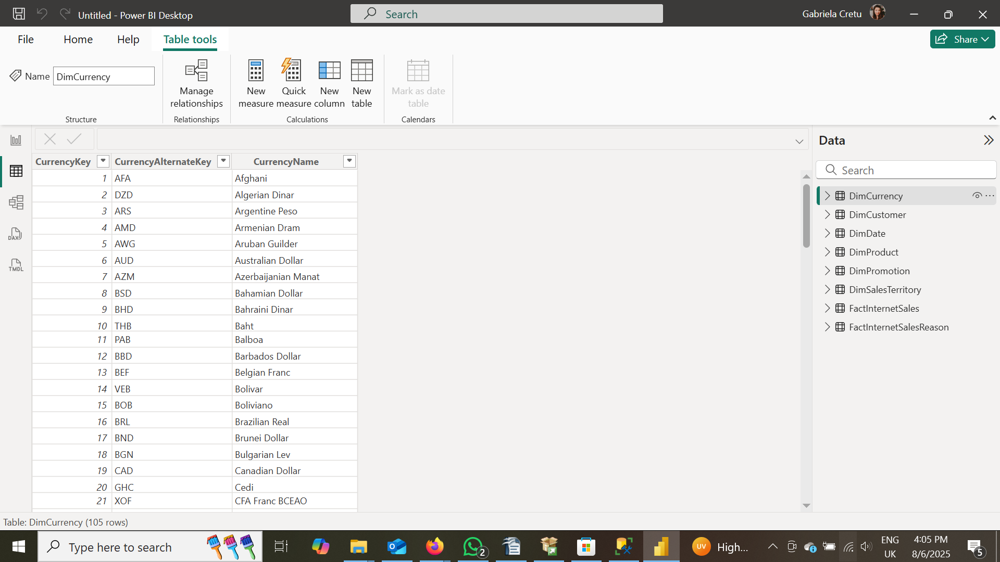 Untitled - Power BI Desktop
Search
Gabriela Cretu
File
Home
Help
Table tools
Share
Name
DimCurrency
Manage relationships
New measure
Quick measure
New column
New table
Mark as date table
Structure
Relationships
Calculations
Calendars
CurrencyKey CurrencyAlternateKey CurrencyName
1 AFA Afghani
2 DZD Algerian Dinar
3 ARS Argentine Peso
4 AMD Armenian Dram
5 AWG Aruban Guilder
6 AUD Australian Dollar
7 AZM Azerbaijanian Manat
8 BSD Bahamian Dollar
9 BHD Bahraini Dinar
10 THB Baht
11 PAB Balboa
12 BBD Barbados Dollar
13 BEF Belgian Franc
14 VEB Bolivar
15 BOB Boliviano
16 BRL Brazilian Real
17 BND Brunei Dollar
18 BGN Bulgarian Lev
19 CAD Canadian Dollar
20 GHC Cedi
21 XOF CFA Franc BCEAO
DAX
TMDL
Data
Search
DimCurrency
DimCustomer
DimDate
DimProduct
DimPromotion
DimSalesTerritory
FactInternetSales
FactInternetSalesReason
Table: DimCurrency (105 rows)
Type here to search
2
UV
High...
ENG
UK
4:05 PM
8/6/2025
5